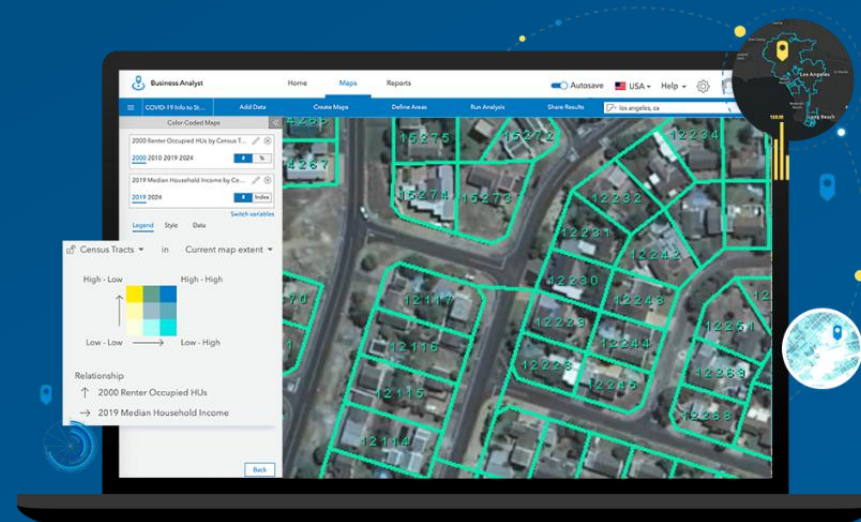 Business Analyst
Home Maps Reports
Autosave USA Help
COVID-19 Info to St... Add Data Create Maps Define Areas Run Analysis Share Results los angeles, ca
Color-Coded Maps
2000 Renter Occupied HUs by Census T...
2000 2010 2019 2024 # %
2019 Median Household Income by Ce...
2019 2024 # Index
Switch variables
Legend Style Data
Census Tracts in Current map extent
High - Low High - High
Low - Low Low - High
Relationship
↑ 2000 Renter Occupied HUs
→ 2019 Median Household Income
Back
Los Angeles
Long Beach
15275 15272 12234
4267
15274 15273 12232
12231
12242
12230
12117 12243
12229 12251
12116 12244
12228 12269
12115 12245
12268
12114